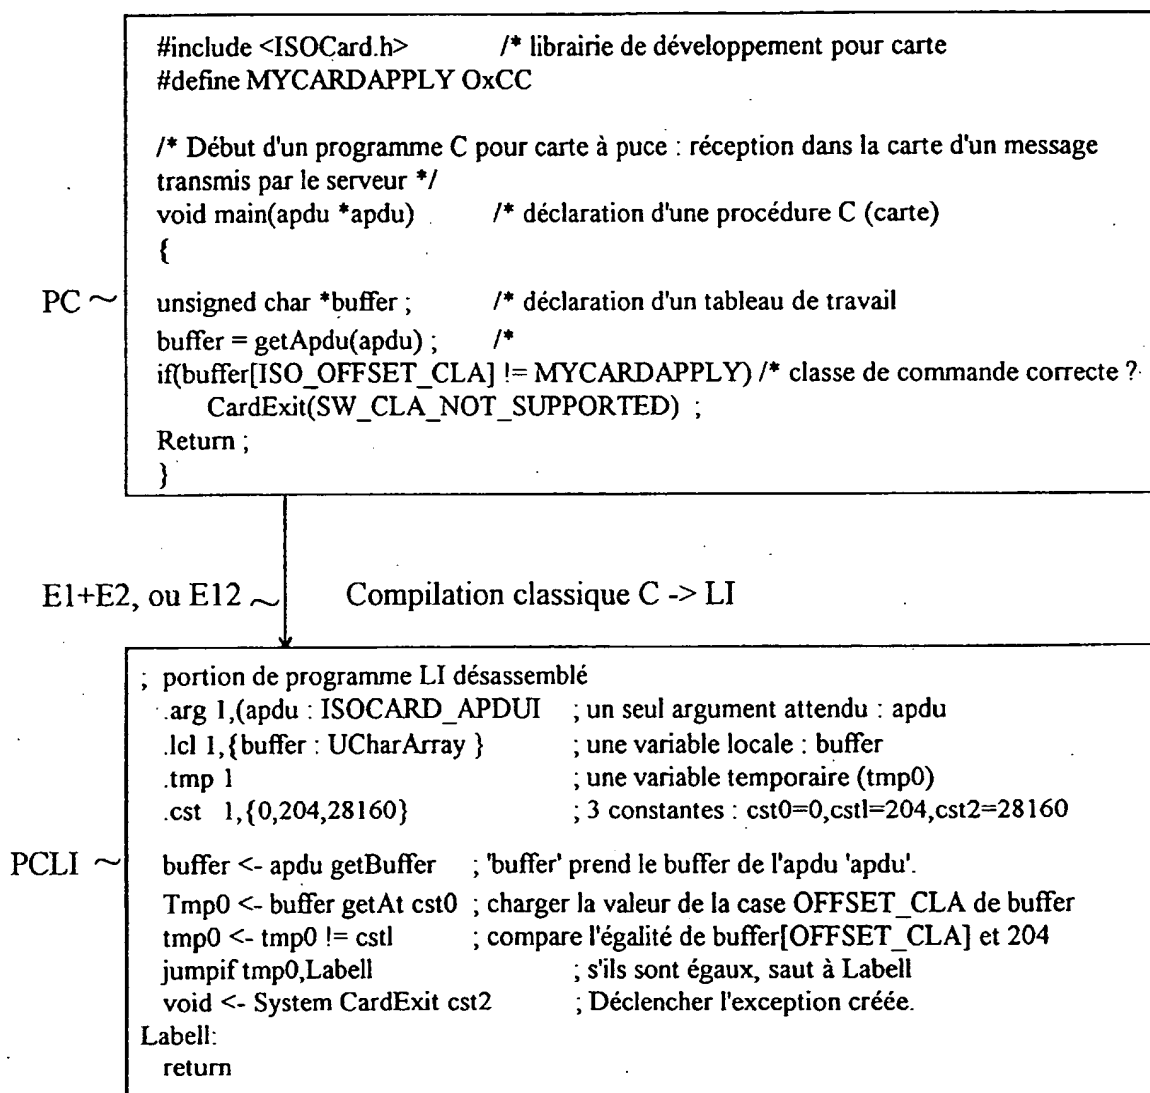 #include <ISOCard.h> /* librairie de développement pour carte
#define MYCARDAPPLY OxCC
/* Début d'un programme C pour carte à puce : réception dans la carte d'un message
transmis par le serveur */
void main(apdu *apdu) /* déclaration d'une procédure C (carte)
{
PC ~
unsigned char *buffer ; /* déclaration d'un tableau de travail
buffer = getApdu(apdu) ; /*
if(buffer[ISO_OFFSET_CLA] != MYCARDAPPLY) /* classe de commande correcte ?
CardExit(SW_CLA_NOT_SUPPORTED) ;
Return ;
}
E1+E2, ou E12 ~ Compilation classique C -> LI
; portion de programme LI désassemblé
.arg 1,(apdu : ISOCARD_APDUI ; un seul argument attendu : apdu
.lcl 1,{buffer : UCharArray } ; une variable locale : buffer
.tmp 1 ; une variable temporaire (tmp0)
.cst 1,{0,204,28160} ; 3 constantes : cst0=0,cstl=204,cst2=28160
PCLI ~
buffer <- apdu getBuffer ; 'buffer' prend le buffer de l'apdu 'apdu'.
Tmp0 <- buffer getAt cst0 ; charger la valeur de la case OFFSET_CLA de buffer
tmp0 <- tmp0 != cstl ; compare l'égalité de buffer[OFFSET_CLA] et 204
jumpif tmp0,Labell ; s'ils sont égaux, saut à Labell
void <- System CardExit cst2 ; Déclencher l'exception créée.
Labell:
return